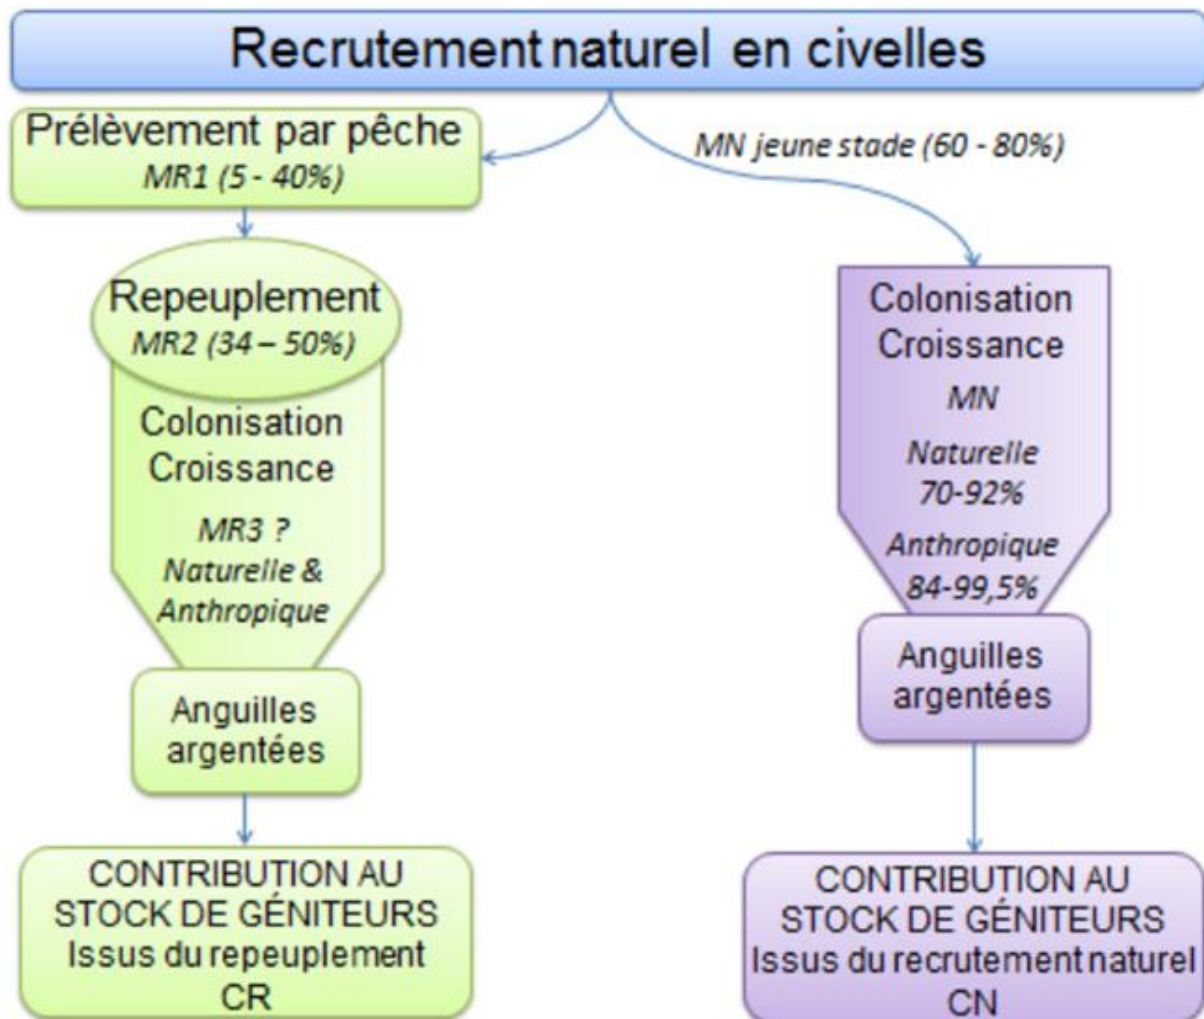 Recrutement naturel en civelles
Prélèvement par pêche
MR1 (5 - 40%)
MN jeune stade (60 - 80%)
Repeuplement
MR2 (34 – 50%)
Colonisation
Croissance
MR3 ?
Naturelle &
Anthropique
Anguilles
argentées
CONTRIBUTION AU
STOCK DE GÉNITEURS
Issus du repeuplement
CR
Colonisation
Croissance
MN
Naturelle
70-92%
Anthropique
84-99,5%
Anguilles
argentées
CONTRIBUTION AU
STOCK DE GÉNITEURS
Issus du recrutement naturel
CN